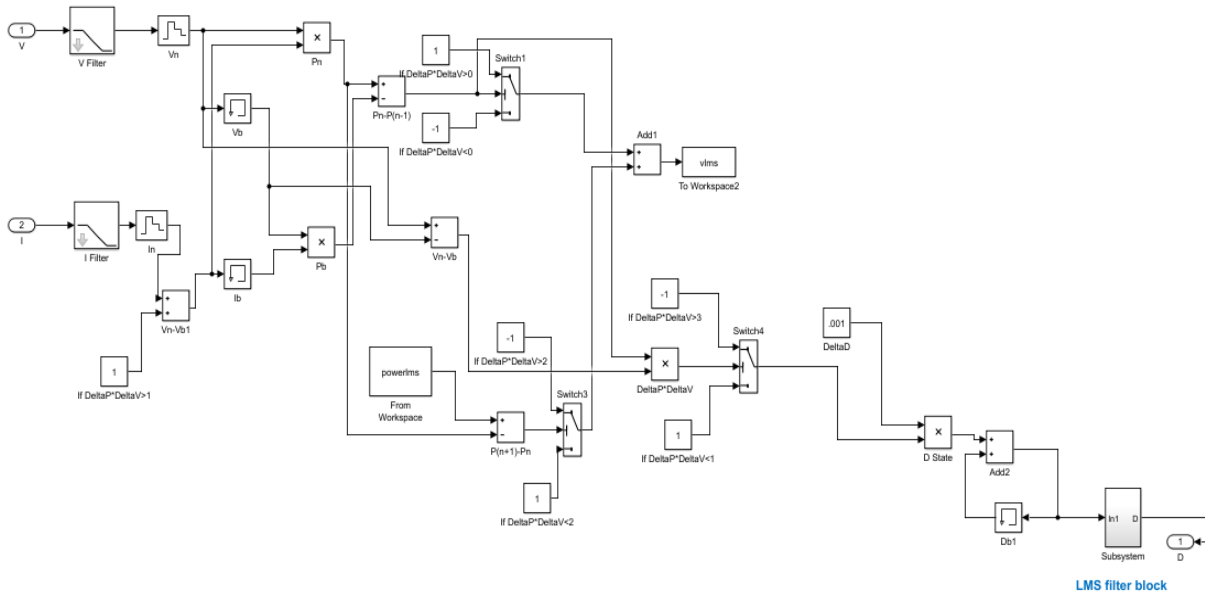 1
V
V Filter
Vn
×
Pn
1
If DeltaP*DeltaV>0
Switch1
+
−
Pn-P(n-1)
Vb
-1
If DeltaP*DeltaV<0
Add1
+
+
vlms
To Workspace2
2
I
I Filter
In
×
Pb
+
−
Vn-Vb
Ib
+
+
Vn-Vb1
1
If DeltaP*DeltaV>1
-1
If DeltaP*DeltaV>2
-1
If DeltaP*DeltaV>3
Switch4
.001
DeltaD
powerlms
From
Workspace
×
DeltaP*DeltaV
Switch3
+
−
P(n+1)-Pn
1
If DeltaP*DeltaV<1
×
D State
+
+
Add2
1
If DeltaP*DeltaV<2
Db1
In1
D
Subsystem
1
D
LMS filter block